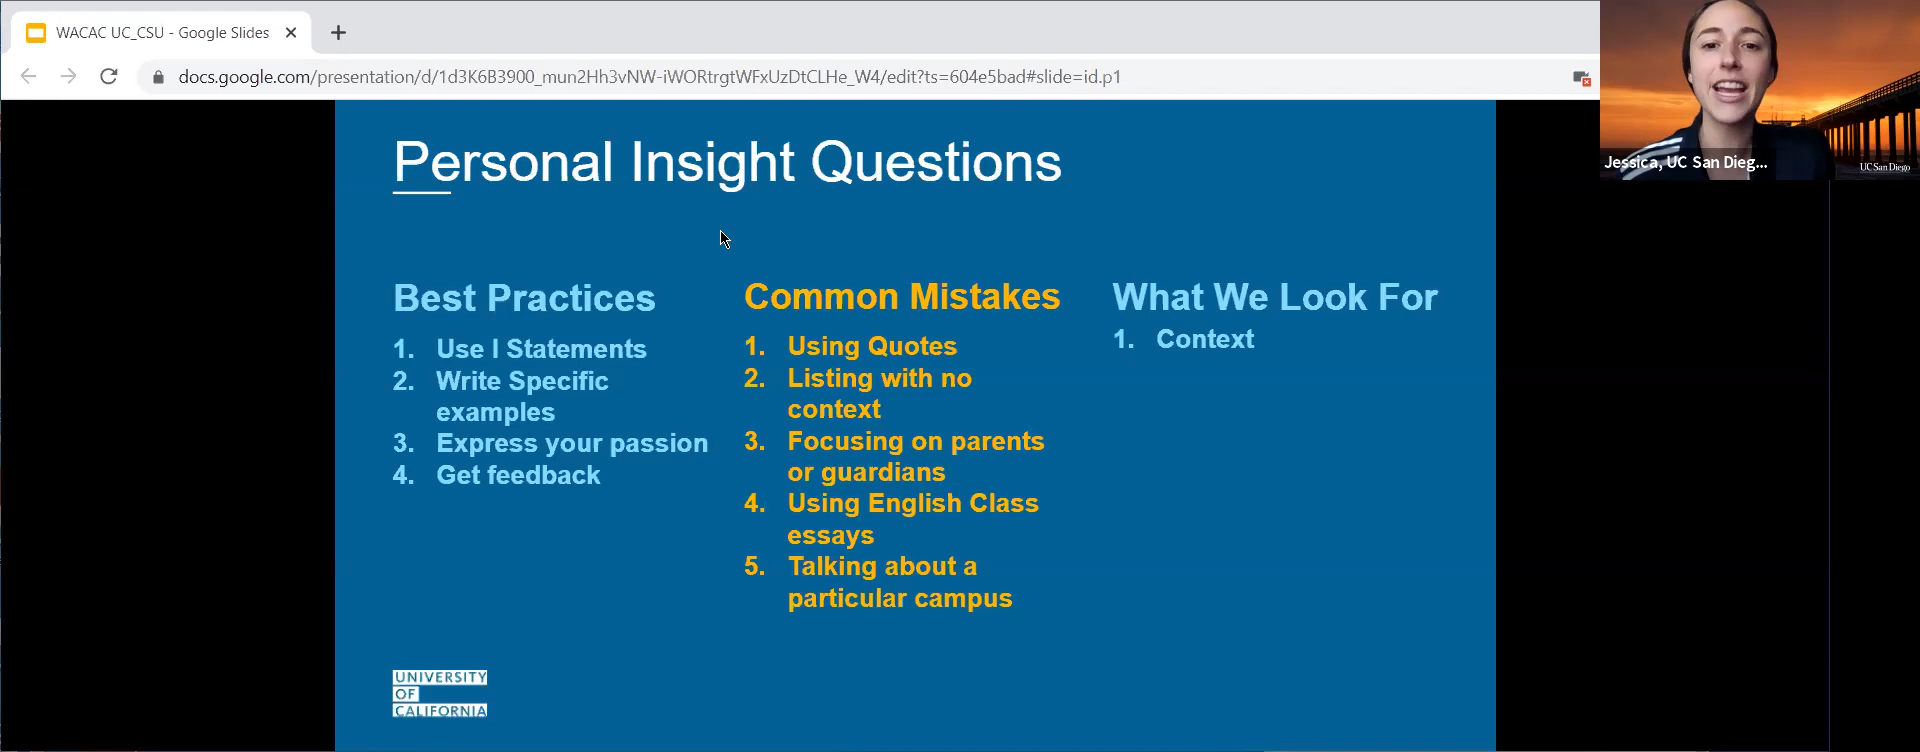 WACAC UC_CSU - Google Slides
docs.google.com/presentation/d/1d3K6B3900_mun2Hh3vNW-iWORtrgtWFxUzDtCLHe_W4/edit?ts=604e5bad#slide=id.p1
Jessica, UC San Dieg...
UC San Diego
Personal Insight Questions
Best Practices
1. Use I Statements
2. Write Specific
examples
3. Express your passion
4. Get feedback
Common Mistakes
1. Using Quotes
2. Listing with no
context
3. Focusing on parents
or guardians
4. Using English Class
essays
5. Talking about a
particular campus
What We Look For
1. Context
UNIVERSITY
OF
CALIFORNIA